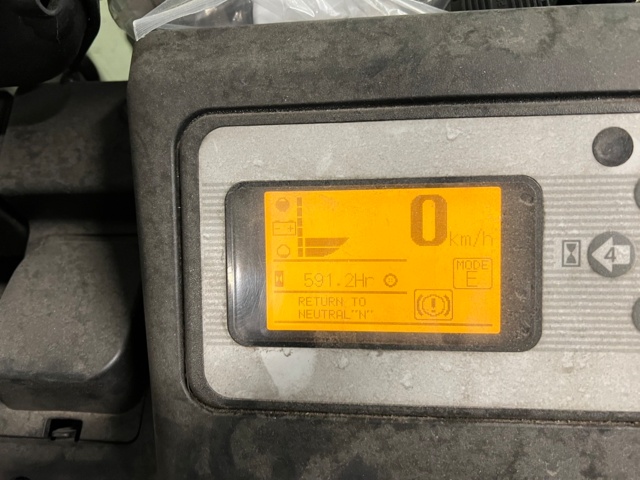 0 km/h
MODE
E
591.2Hr
RETURN TO
NEUTRAL"N"
4